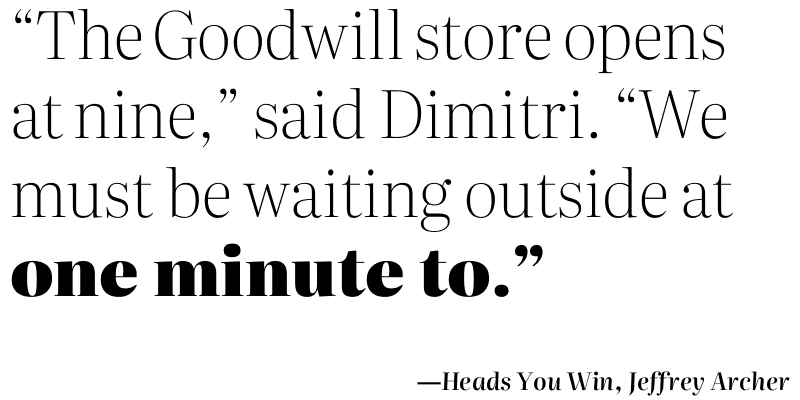 “The Goodwill store opens
at nine,” said Dimitri. “We
must be waiting outside at
one minute to.”
—Heads You Win, Jeffrey Archer